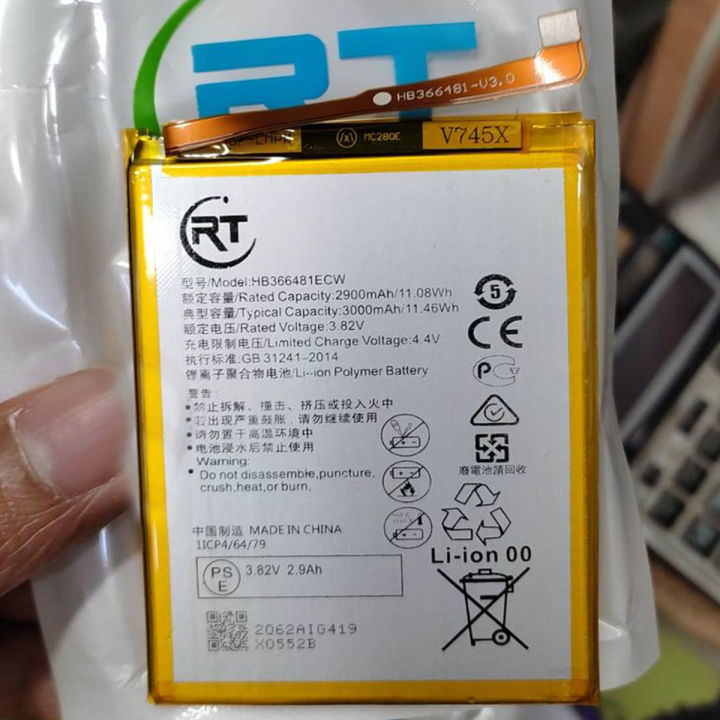 RT
HB366481-V3.0
MC280E
V745X
RT
型号/Model:HB366481ECW
额定容量/Rated Capacity:2900mAh/11.08Wh
典型容量/Typical Capacity:3000mAh/11.46Wh
额定电压/Rated Voltage:3.82V
充电限制电压/Limited Charge Voltage:4.4V
执行标准:GB 31241-2014
锂离子聚合物电池/Li-ion Polymer Battery
5
CE
警告:
•禁止拆解、撞击、挤压或投入火中
•若出现严重鼓胀,请勿继续使用
•请勿置于高温环境中
•电池浸水后禁止使用
廢電池請回收
Warning:
• Do not disassemble,puncture,
crush,heat,or burn.
中国制造 MADE IN CHINA
1ICP4/64/79
Li-ion 00
PS
E
3.82V 2.9Ah
2062AIG419
X0552B